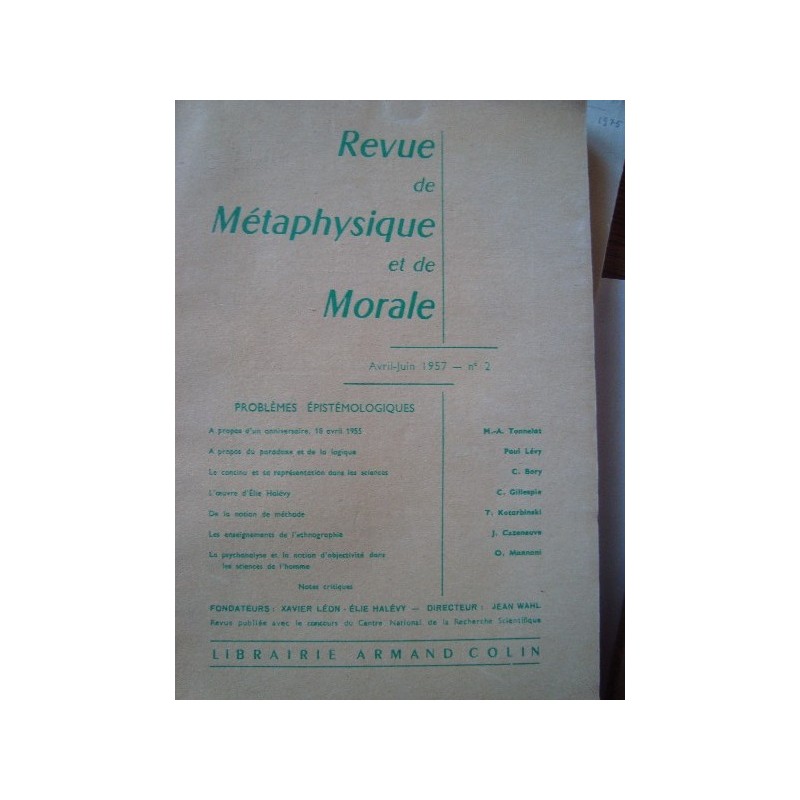 1975
Revue
de
Métaphysique
et de
Morale
Avril-Juin 1957 — n° 2
PROBLÈMES ÉPISTÉMOLOGIQUES
A propos d'un anniversaire, 18 avril 1955 M.-A. Tonnelat
A propos du paradoxe et de la logique Paul Lévy
Le continu et sa représentation dans les sciences C. Bory
L'œuvre d'Élie Halévy C. Gillespie
De la notion de méthode T. Kotarbinski
Les enseignements de l'ethnographie J. Cazeneuve
La psychanalyse et la notion d'objectivité dans O. Mannoni
les sciences de l'homme
Notes critiques
FONDATEURS : XAVIER LÉON - ÉLIE HALÉVY — DIRECTEUR : JEAN WAHL
Revue publiée avec le concours du Centre National de la Recherche Scientifique
LIBRAIRIE ARMAND COLIN